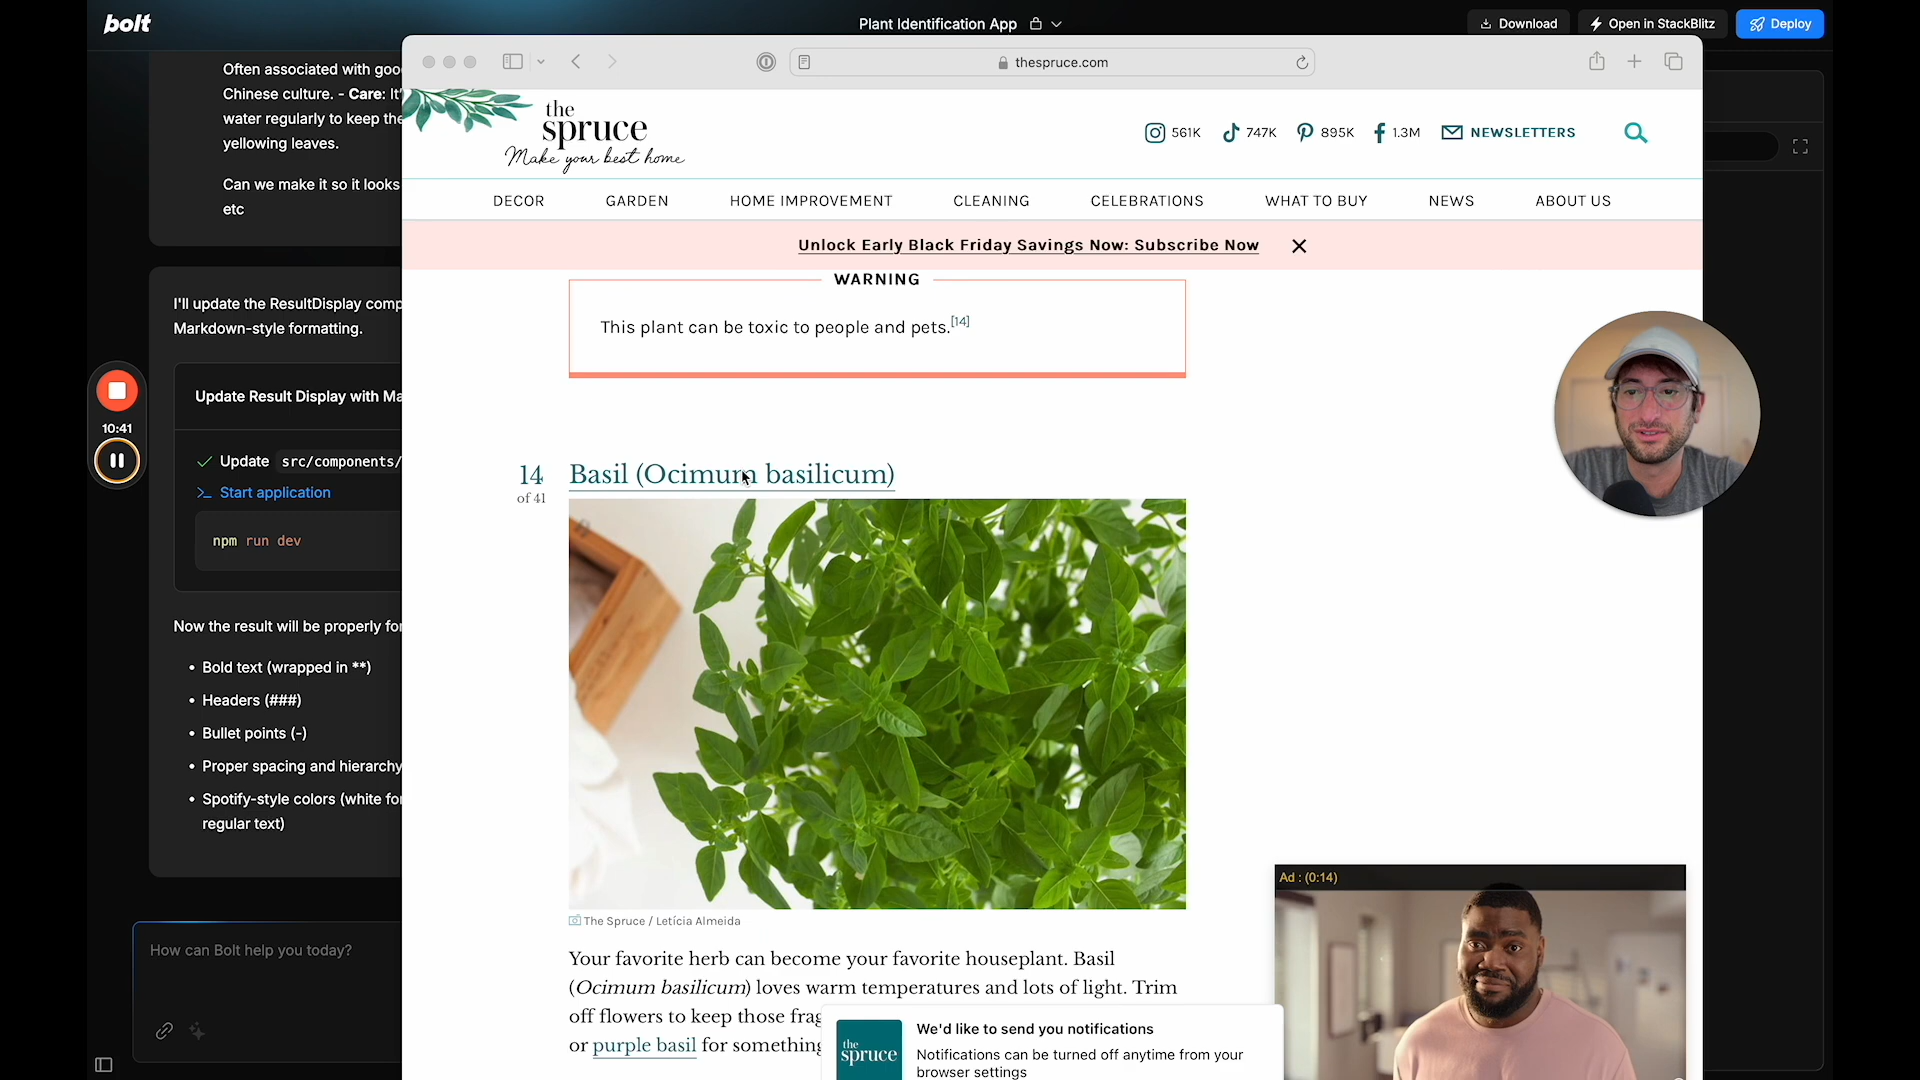 bolt
Plant Identification App
Download
Open in StackBlitz
Deploy
Often associated with goo
Chinese culture. - Care: It'
water regularly to keep the
yellowing leaves.
Can we make it so it looks
etc
I'll update the ResultDisplay comp
Markdown-style formatting.
Update Result Display with Ma
Update src/components/
Start application
npm run dev
Now the result will be properly for
• Bold text (wrapped in **)
• Headers (###)
• Bullet points (-)
• Proper spacing and hierarchy
• Spotify-style colors (white for
regular text)
How can Bolt help you today?
10:41
thespruce.com
the
spruce
Make your best home
561K
747K
895K
1.3M
NEWSLETTERS
DECOR
GARDEN
HOME IMPROVEMENT
CLEANING
CELEBRATIONS
WHAT TO BUY
NEWS
ABOUT US
Unlock Early Black Friday Savings Now: Subscribe Now
WARNING
This plant can be toxic to people and pets.[14]
14
of 41
Basil (Ocimum basilicum)
The Spruce / Letícia Almeida
Your favorite herb can become your favorite houseplant. Basil
(Ocimum basilicum) loves warm temperatures and lots of light. Trim
off flowers to keep those frag
or purple basil for something
the
spruce
We'd like to send you notifications
Notifications can be turned off anytime from your
browser settings
Ad : (0:14)